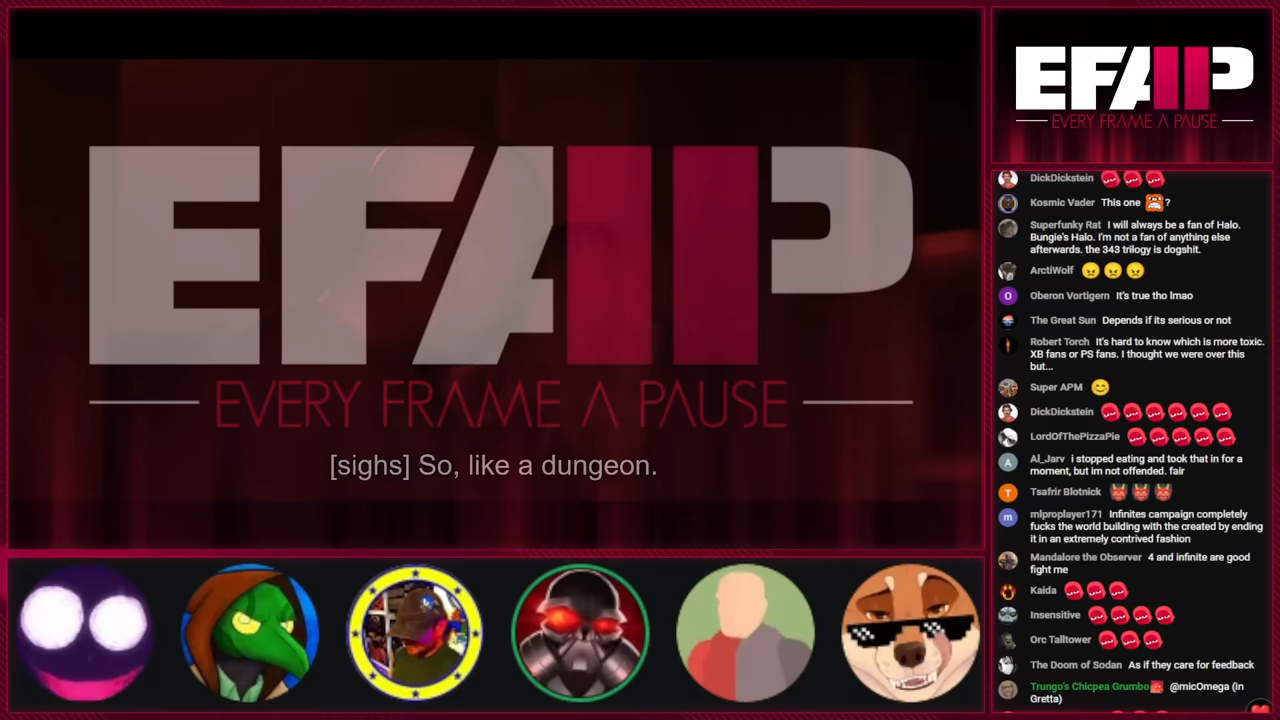 EFAP
EVERY FRAME A PAUSE
[sighs] So, like a dungeon.
EFAP
EVERY FRAME A PAUSE
DickDickstein
Kosmic Vader This one ?
Superfunky Rat I will always be a fan of Halo.
Bungie's Halo. I'm not a fan of anything else
afterwards. the 343 trilogy is dogshit.
ArctiWolf
O
Oberon Vortigern It's true tho lmao
The Great Sun Depends if its serious or not
Robert Torch It's hard to know which is more toxic.
XB fans or PS fans. I thought we were over this
but...
Super APM
DickDickstein
LordOfThePizzaPie
A
Al_Jarv i stopped eating and took that in for a
moment, but im not offended. fair
T
Tsafrir Blotnick
m
mlproplayer171 Infinites campaign completely
fucks the world building with the created by ending
it in an extremely contrived fashion
Mandalore the Observer 4 and infinite are good
fight me
Kaida
Insensitive
Orc Talltower
The Doom of Sodan As if they care for feedback
Trungo's Chicpea Grumbo @micOmega (in
Gretta)